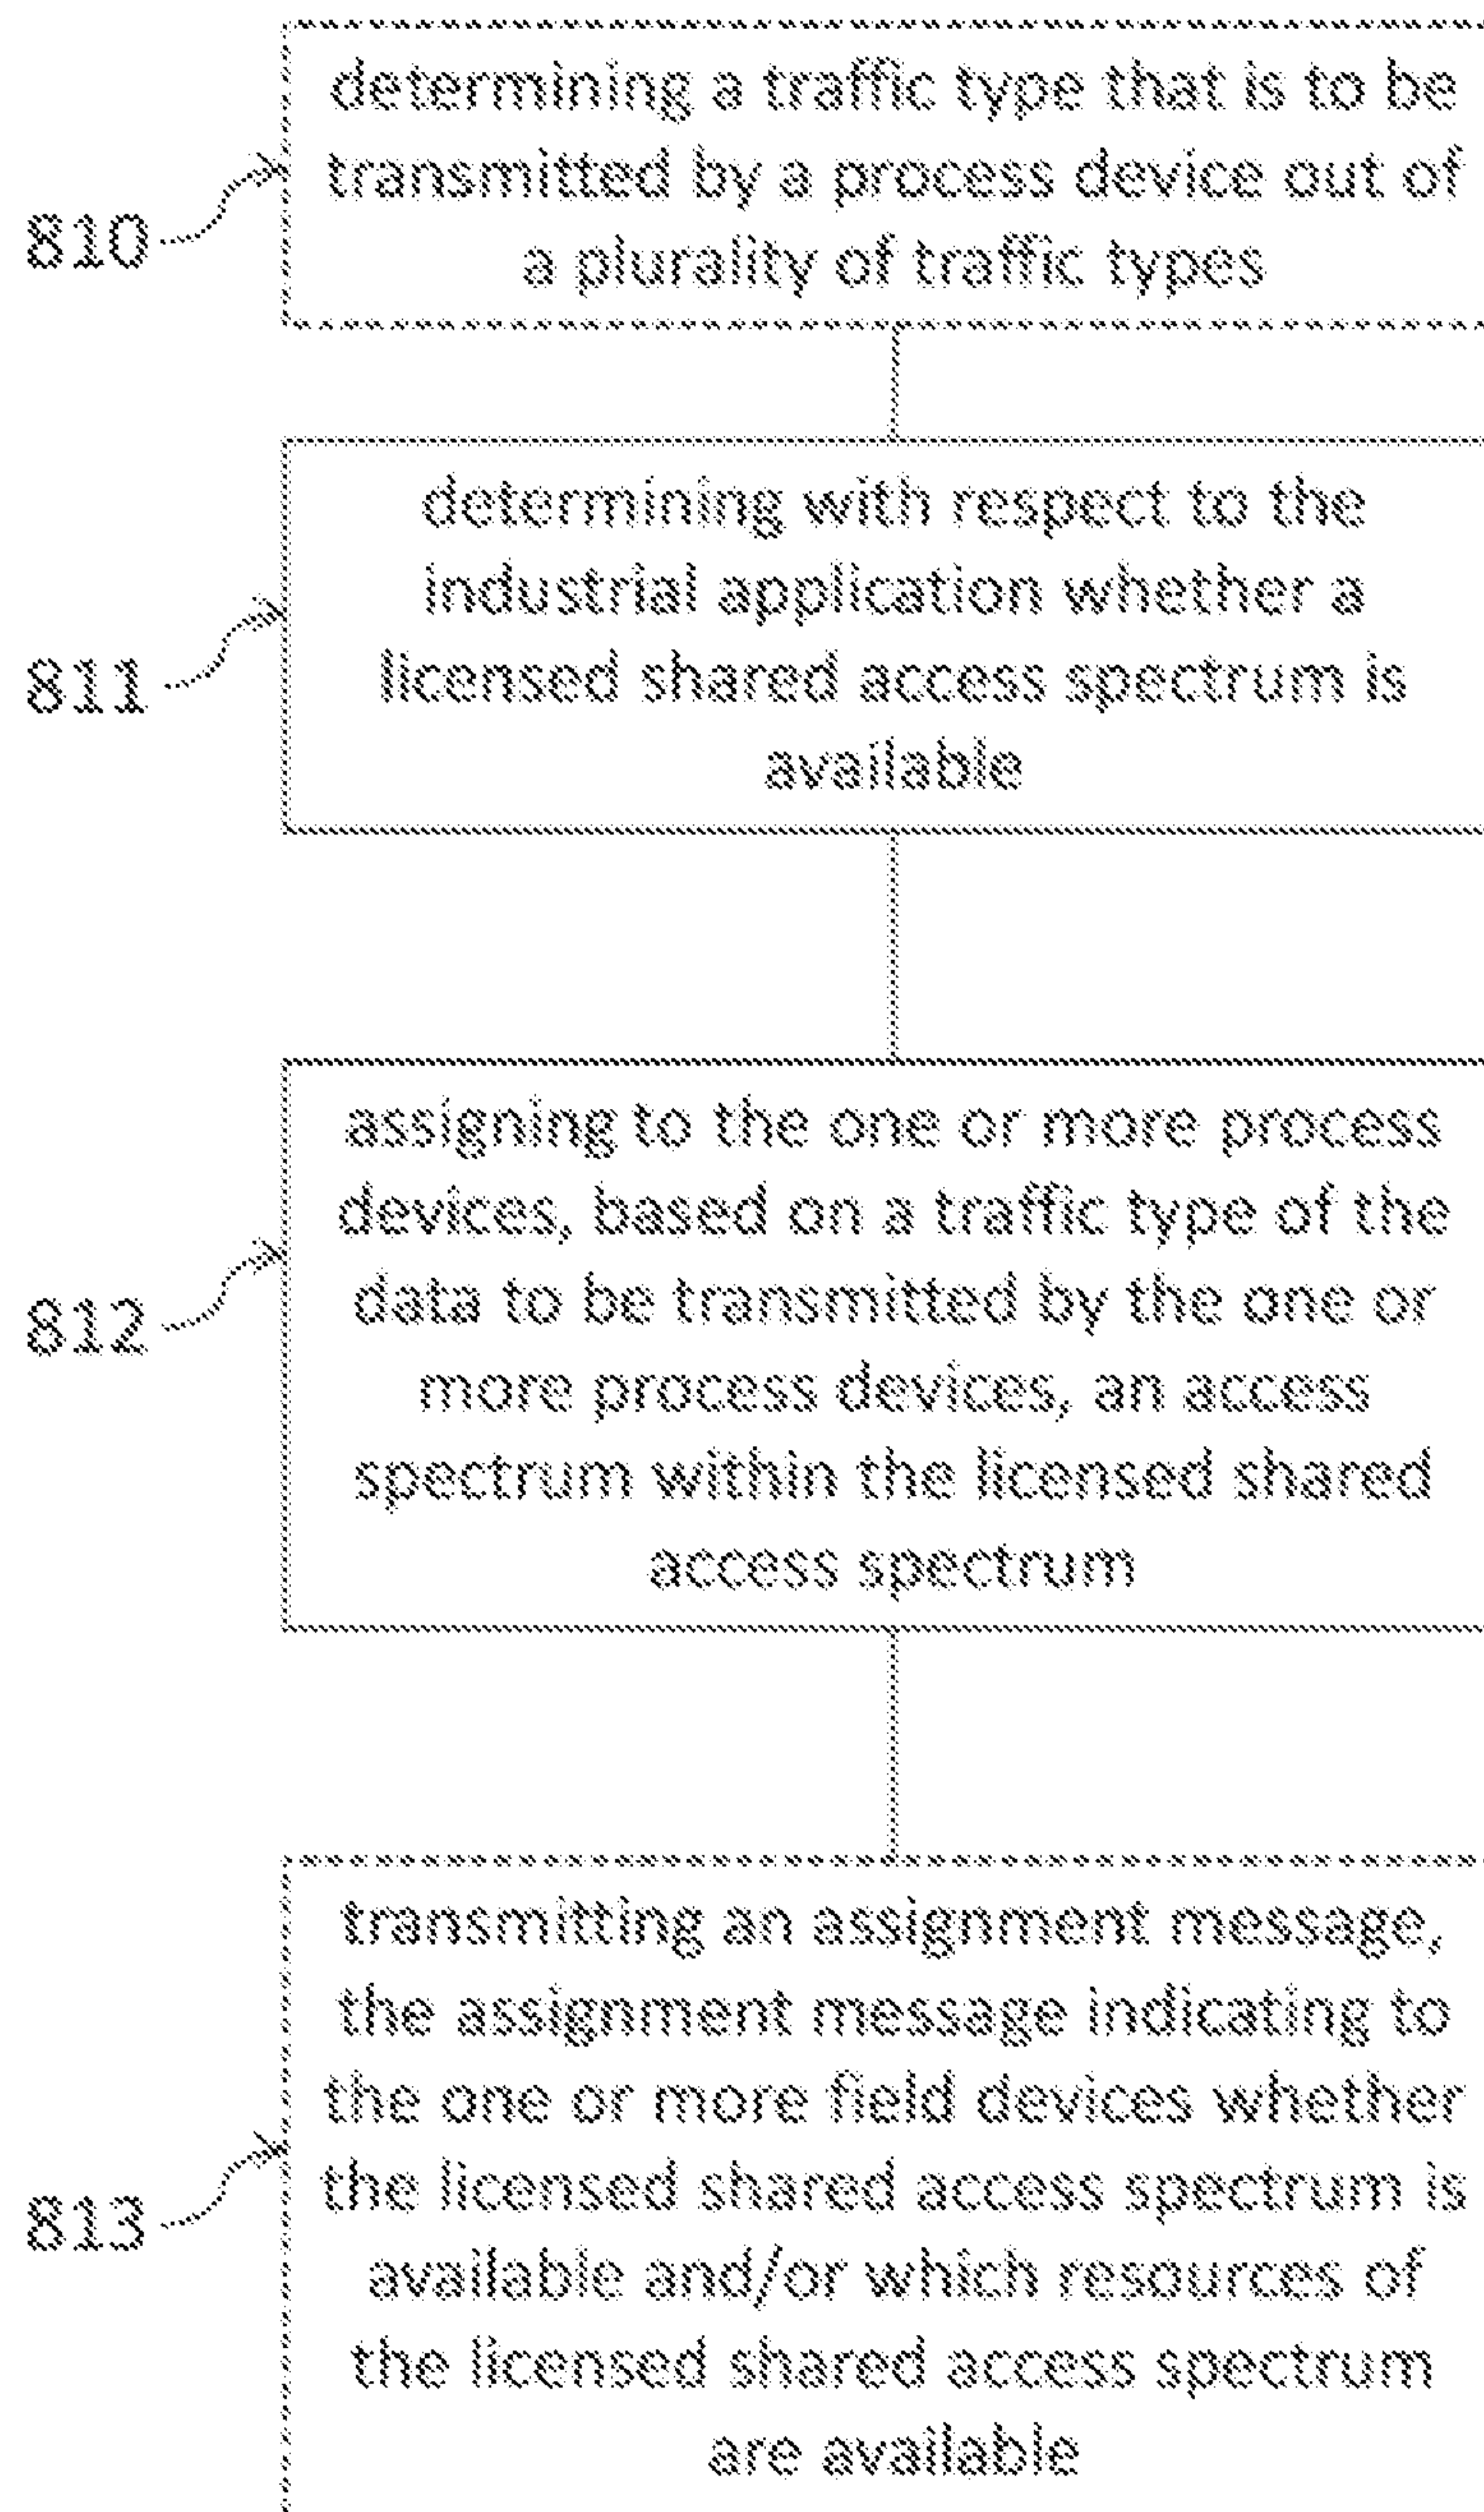 determining a traffic type that is to be
transmitted by a process device out of
a plurality of traffic types
810
determining with respect to the
industrial application whether a
licensed shared access spectrum is
available
811
assigning to the one or more process
devices, based on a traffic type of the
data to be transmitted by the one or
more process devices, an access
spectrum within the licensed shared
access spectrum
812
transmitting an assignment message,
the assignment message indicating to
the one or more field devices whether
the licensed shared access spectrum is
available and/or which resources of
the licensed shared access spectrum
are available
813